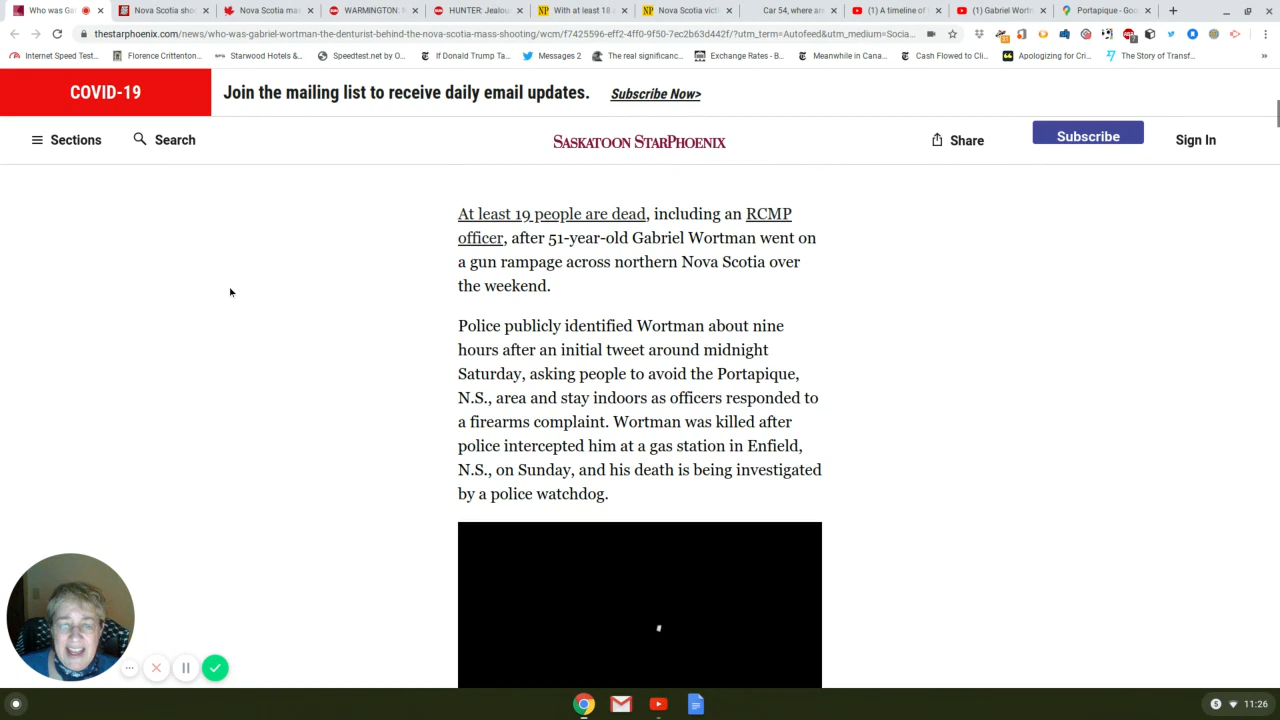 Who was Ga
Nova Scotia sho
Nova Scotia mas
WARMINGTON:
HUNTER: Jealou
With at least 18
Nova Scotia victi
Car 54, where are
(1) A timeline of
(1) Gabriel Wortm
Portapique - Goo
thestarphoenix.com/news/who-was-gabriel-wortman-the-denturist-behind-the-nova-scotia-mass-shooting/wcm/f7425596-eff2-4ff0-9f50-7ec2b63d442f/?utm_term=Autofeed&utm_medium=Socia...
Internet Speed Test...
Florence Crittenton...
Starwood Hotels &...
Speedtest.net by O...
If Donald Trump Ta...
Messages 2
The real significanc...
Exchange Rates - B...
Meanwhile in Cana...
Cash Flowed to Cli...
Apologizing for Cri...
The Story of Transf...
»
COVID-19
Join the mailing list to receive daily email updates. Subscribe Now>
Sections
Search
SASKATOON STARPHOENIX
Share
Subscribe
Sign In
At least 19 people are dead, including an RCMP
officer, after 51-year-old Gabriel Wortman went on
a gun rampage across northern Nova Scotia over
the weekend.
Police publicly identified Wortman about nine
hours after an initial tweet around midnight
Saturday, asking people to avoid the Portapique,
N.S., area and stay indoors as officers responded to
a firearms complaint. Wortman was killed after
police intercepted him at a gas station in Enfield,
N.S., on Sunday, and his death is being investigated
by a police watchdog.
5
11:26